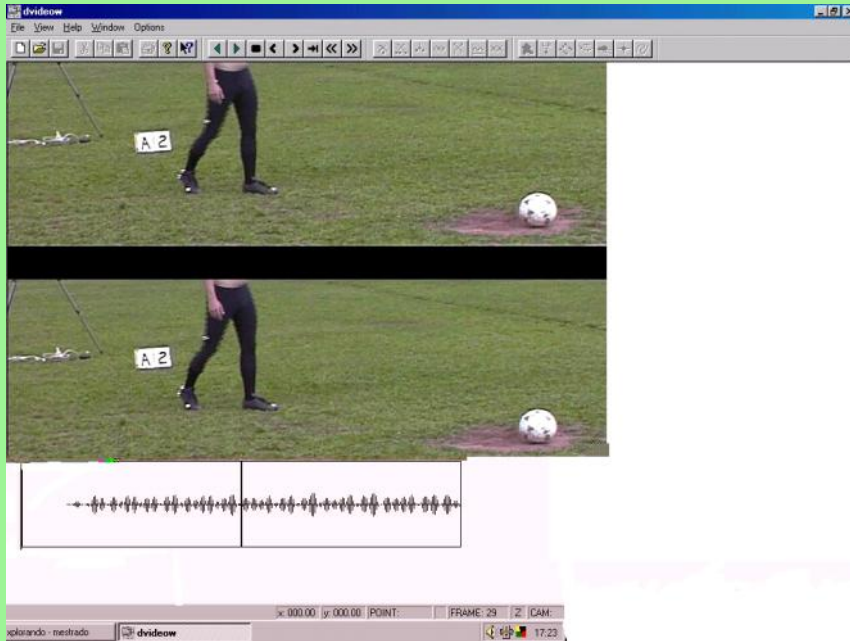 dvideow
File View Help Window Options
A 2
A 2
x: 000.00 y: 000.00 POINT: FRAME: 29 2 CAM:
xplorando - mestrado dvideow 17:23